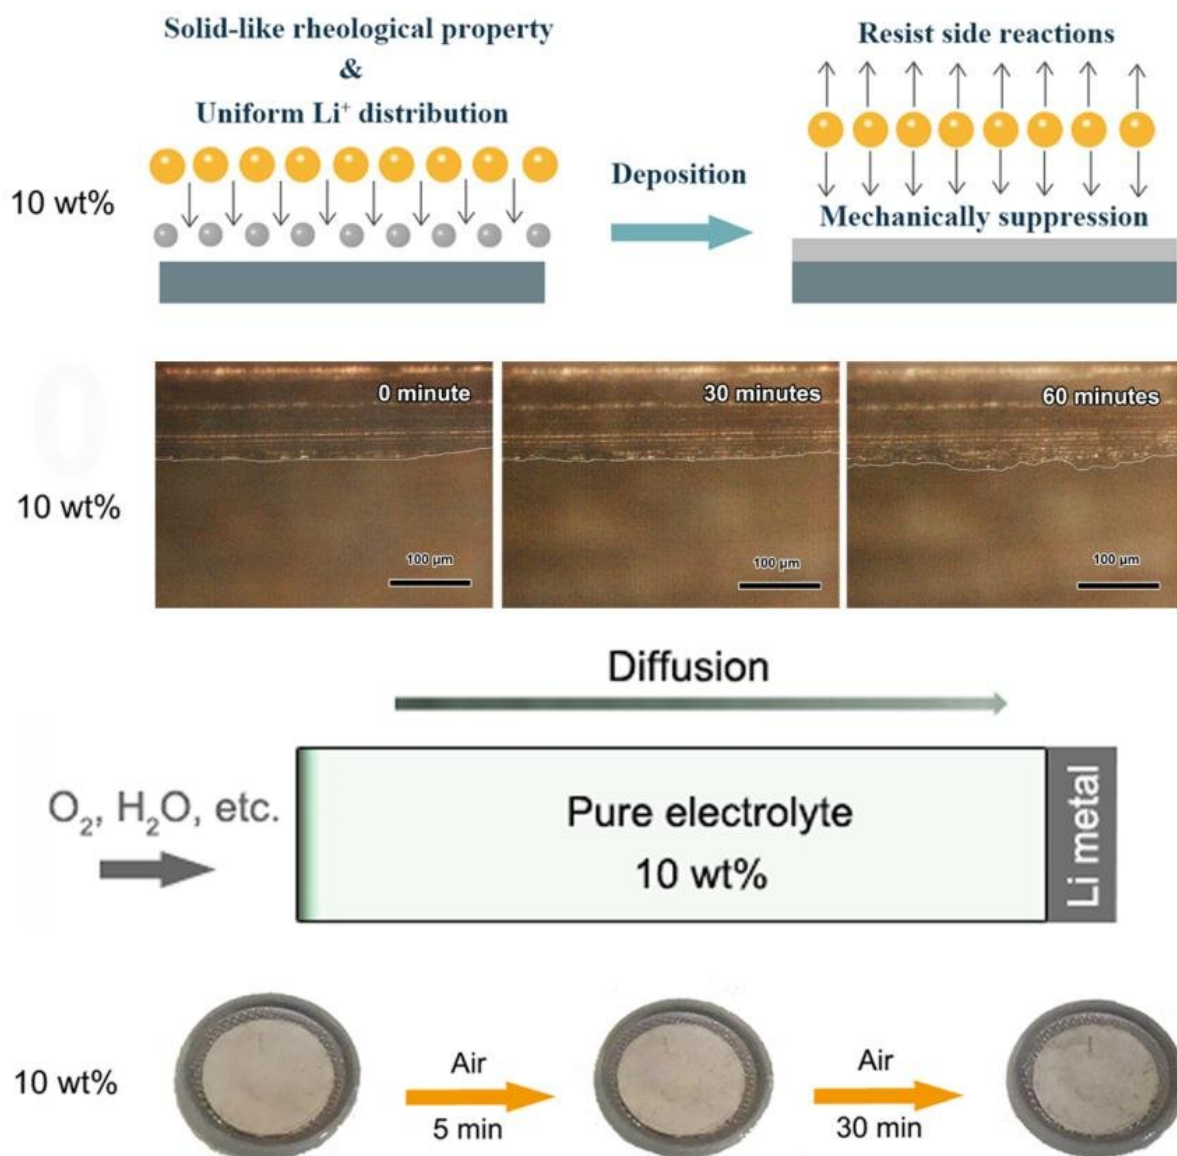 Solid-like rheological property
&
Uniform Li⁺ distribution
Resist side reactions
10 wt%
Deposition
Mechanically suppression
0
0 minute
30 minutes
60 minutes
10 wt%
100 μm
100 μm
100 μm
Diffusion
O₂, H₂O, etc.
Pure electrolyte
10 wt%
Li metal
10 wt%
Air
5 min
Air
30 min